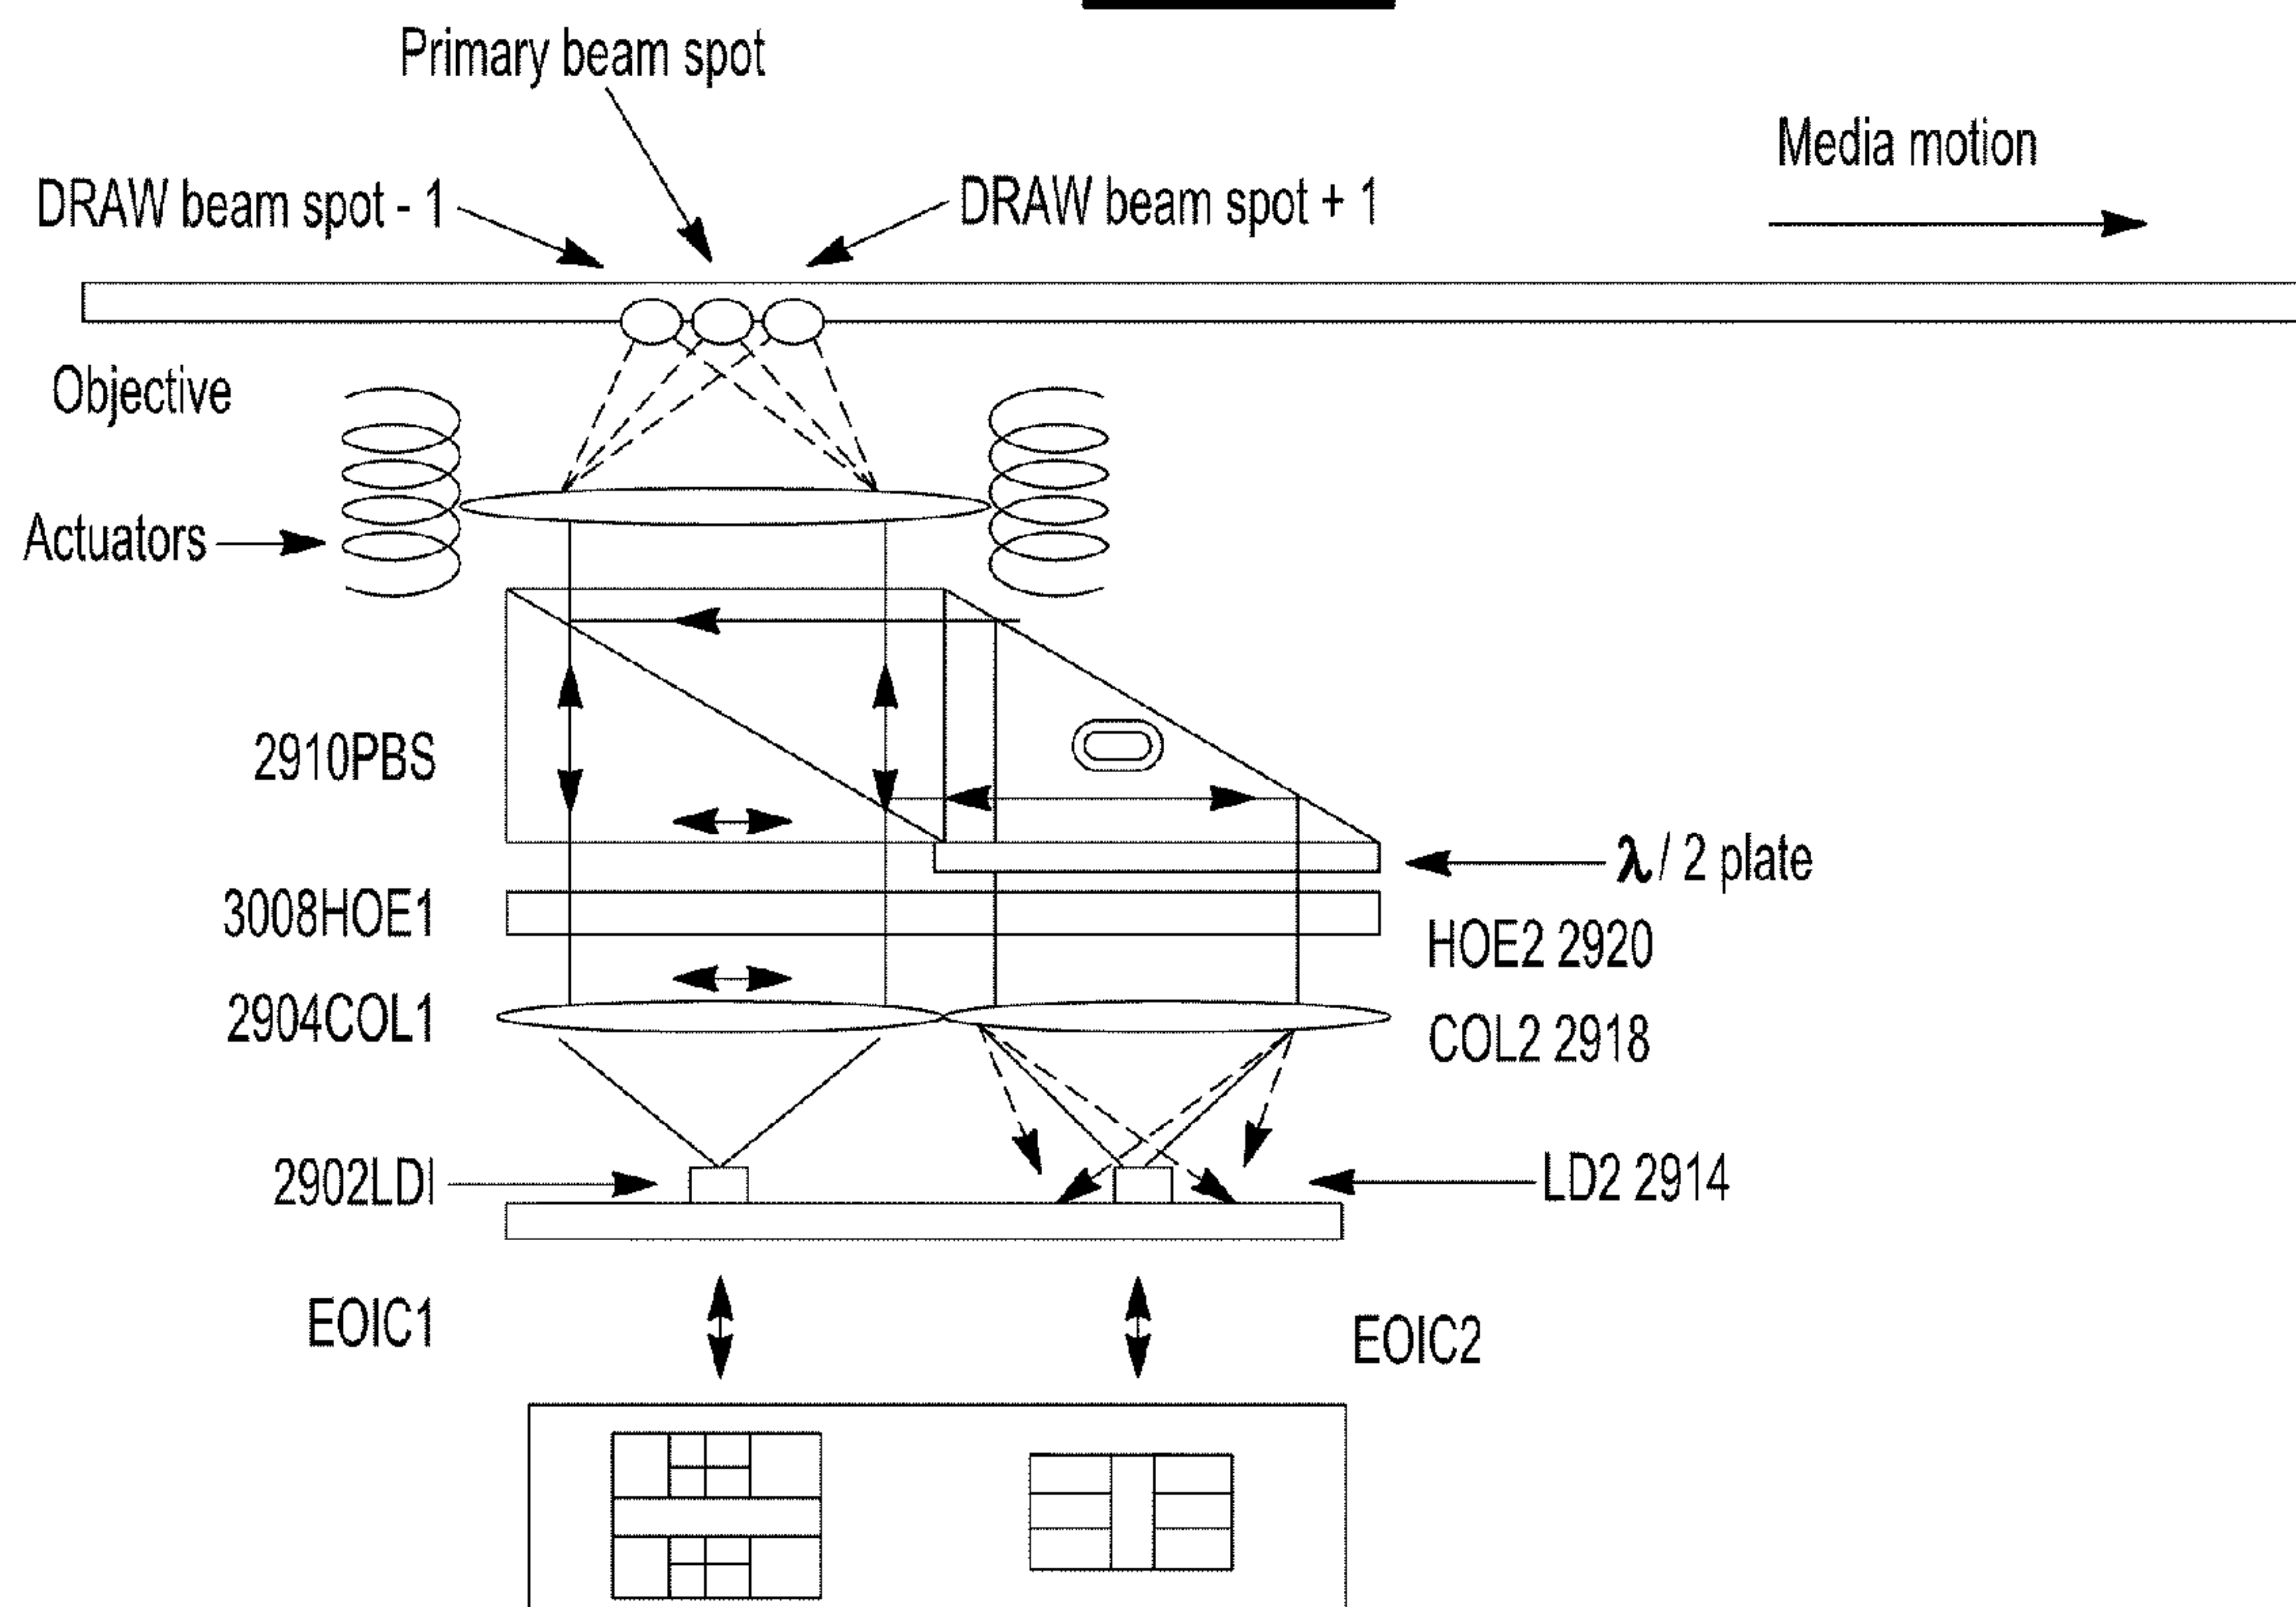 Primary beam spot
Media motion
DRAW beam spot - 1
DRAW beam spot + 1
Objective
Actuators
2910PBS
λ / 2 plate
3008HOE1
HOE2 2920
2904COL1
COL2 2918
2902LDI
LD2 2914
EOIC1
EOIC2